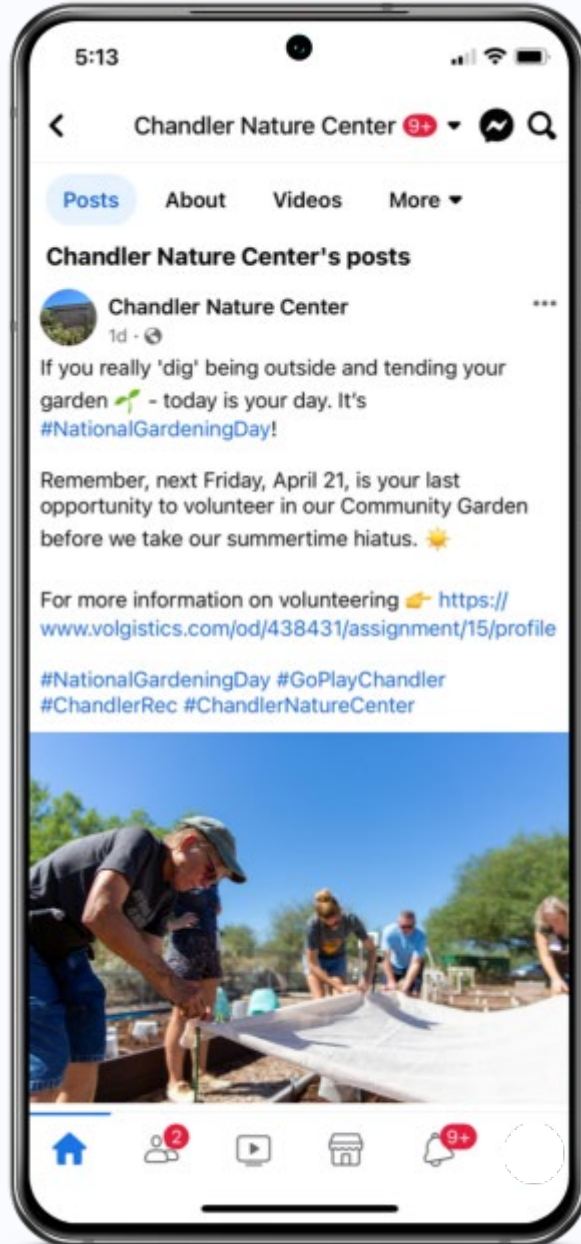 5:13
Chandler Nature Center 9+
Posts About Videos More
Chandler Nature Center's posts
Chandler Nature Center
1d
If you really 'dig' being outside and tending your
garden 🌱 - today is your day. It's
#NationalGardeningDay!
Remember, next Friday, April 21, is your last
opportunity to volunteer in our Community Garden
before we take our summertime hiatus. ☀️
For more information on volunteering 👉 https://
www.volgistics.com/od/438431/assignment/15/profile
#NationalGardeningDay #GoPlayChandler
#ChandlerRec #ChandlerNatureCenter
2 9+